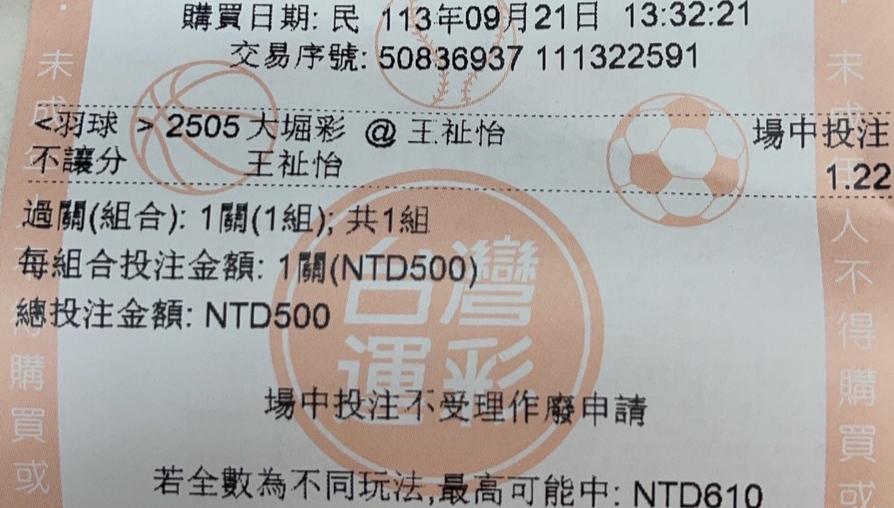 購買日期: 民 113年09月21日 13:32:21
交易序號: 50836937 111322591
<羽球 > 2505 大堀彩 @ 王祉怡 場中投注
不讓分 王祉怡 1.22
過關(組合): 1關(1組); 共1組
每組合投注金額: 1關(NTD500)
總投注金額: NTD500
台灣
運彩
場中投注不受理作廢申請
若全數為不同玩法,最高可能中: NTD610
未成
購買或
未成年人不得購買或